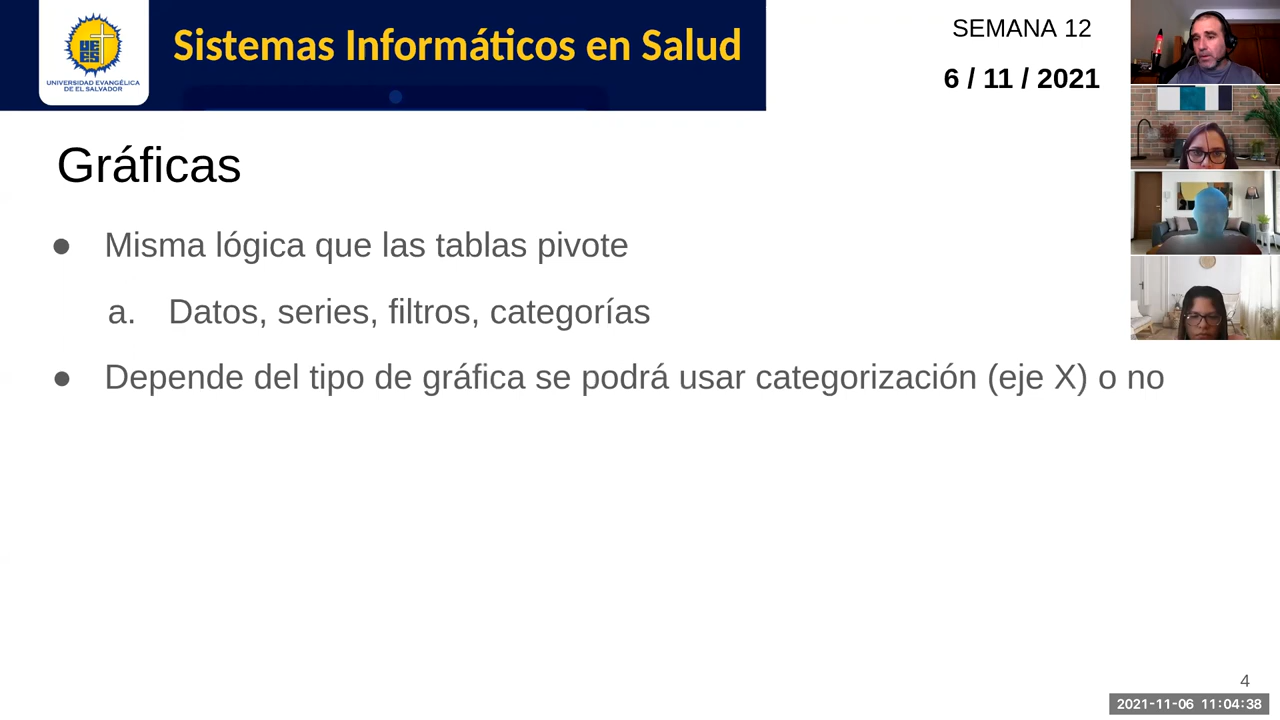 UNIVERSIDAD EVANGÉLICA
DE EL SALVADOR
Sistemas Informáticos en Salud
SEMANA 12
6 / 11 / 2021
Gráficas
● Misma lógica que las tablas pivote
a. Datos, series, filtros, categorías
● Depende del tipo de gráfica se podrá usar categorización (eje X) o no
4
2021-11-06 11:04:38